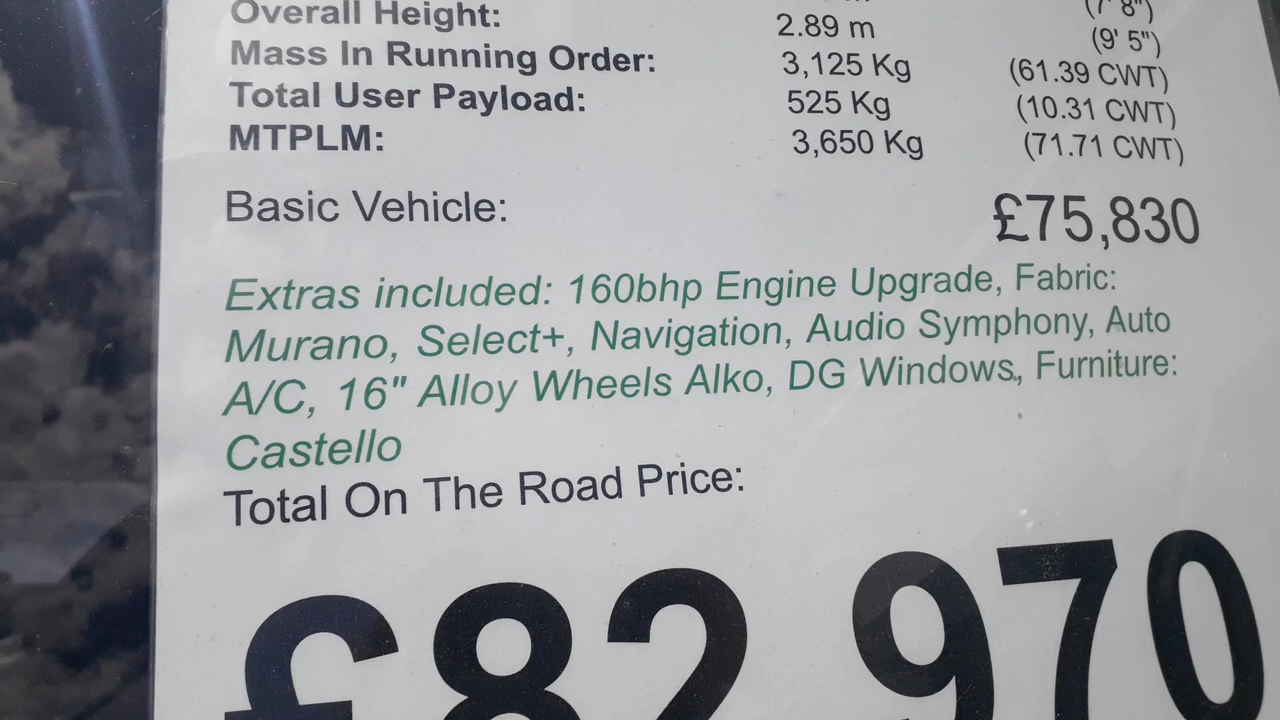 Overall Height: 2.89 m (9' 5")
Mass In Running Order: 3,125 Kg (61.39 CWT)
Total User Payload: 525 Kg (10.31 CWT)
MTPLM: 3,650 Kg (71.71 CWT)
Basic Vehicle: £75,830
Extras included: 160bhp Engine Upgrade, Fabric:
Murano, Select+, Navigation, Audio Symphony, Auto
A/C, 16" Alloy Wheels Alko, DG Windows, Furniture:
Castello
Total On The Road Price:
£82,970